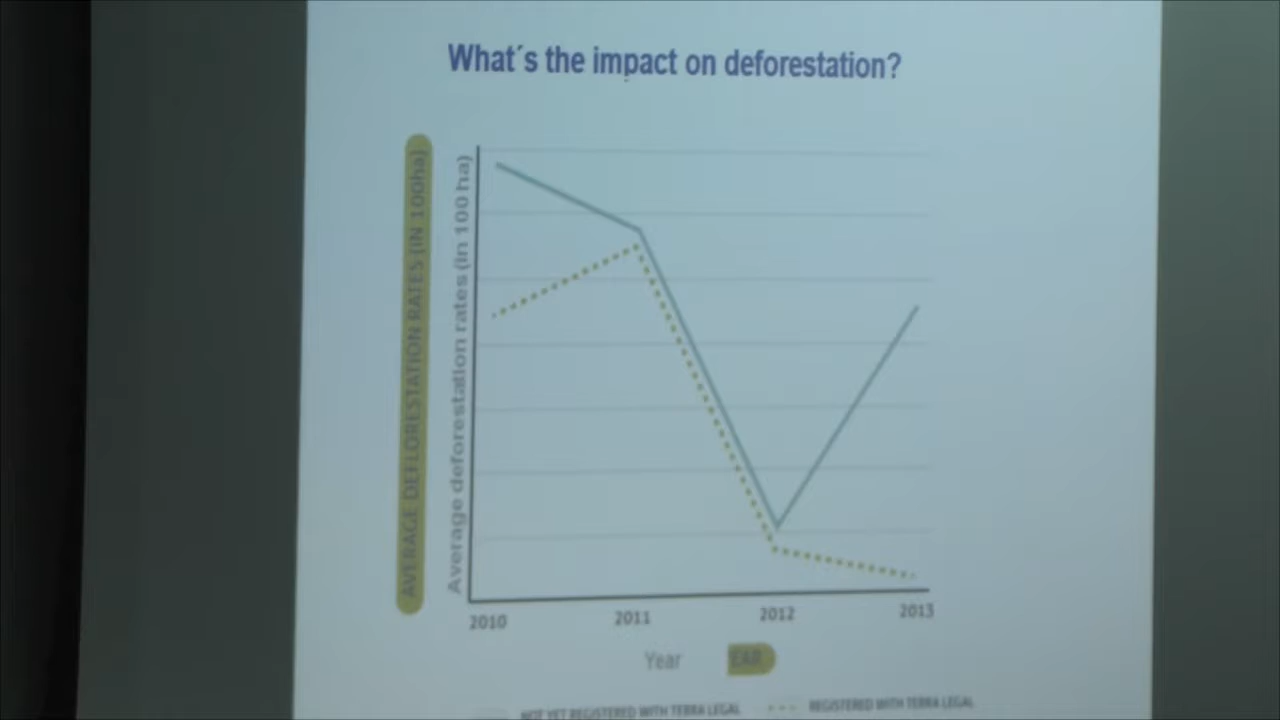 What´s the impact on deforestation?
AVERAGE DEFLORESTATION RATES (IN 100ha)
Average deforestation rates (in 100 ha)
2010 2011 2012 2013
Year EAR
NOT YET REGISTERED WITH TERRA LEGAL REGISTERED WITH TERRA LEGAL